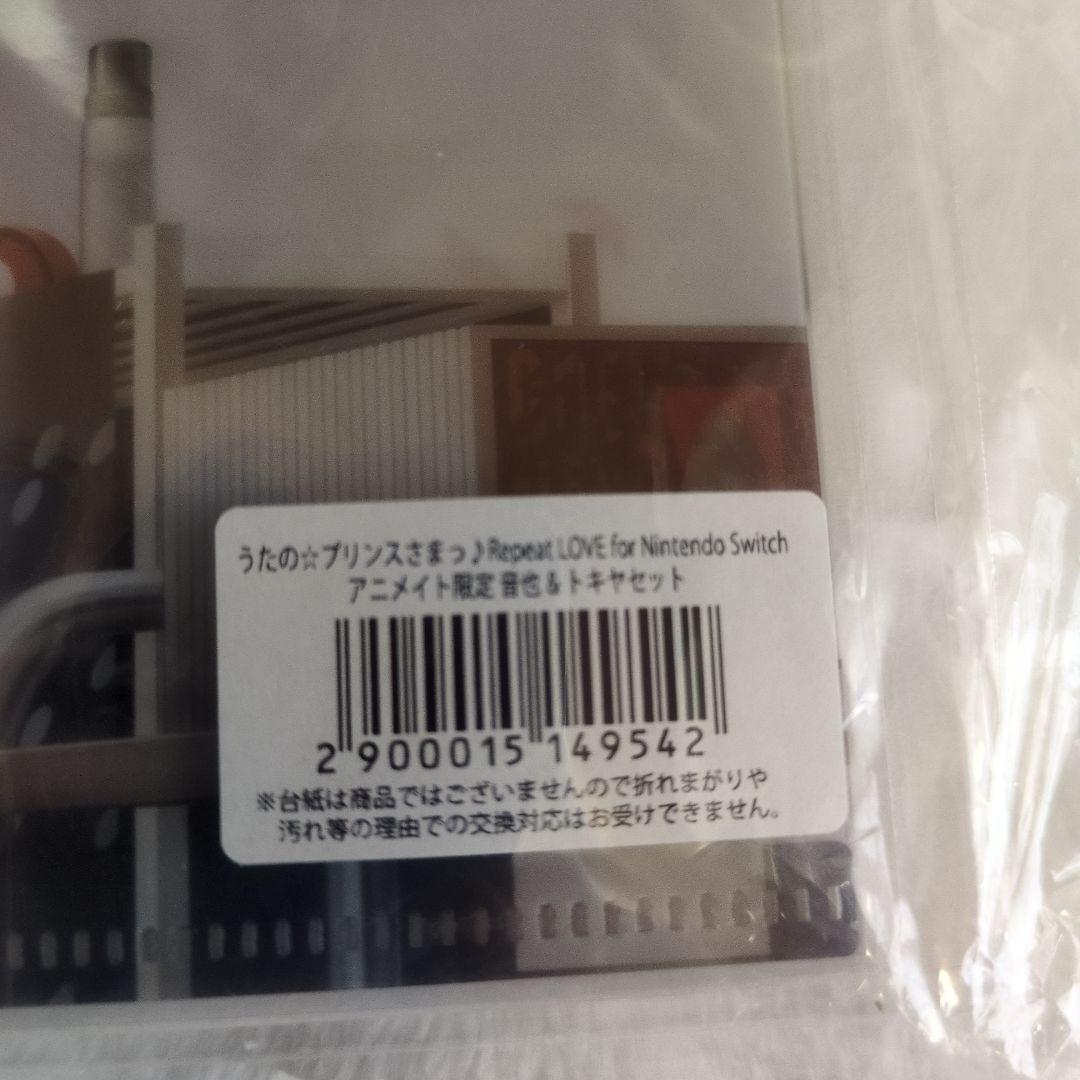 うたの☆プリンスさまっ♪Repeat LOVE for Nintendo Switch
アニメイト限定 音也 & トキヤセット
2 900015 149542
※台紙は商品ではございませんので折れまがりや
汚れ等の理由での交換対応はお受けできません。